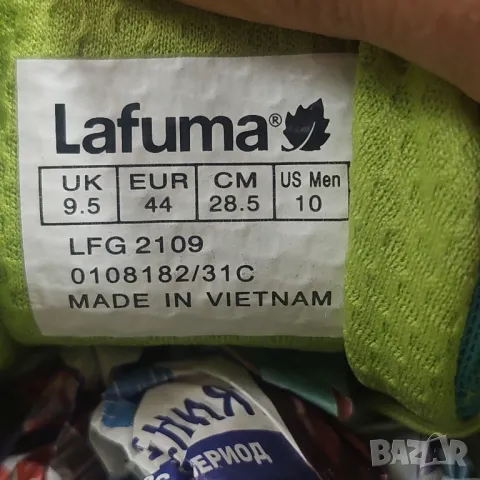 Lafuma®
UK EUR CM US Men
9.5 44 28.5 10
LFG 2109
0108182/31C
MADE IN VIETNAM
ПЕРИОД
BAZAR